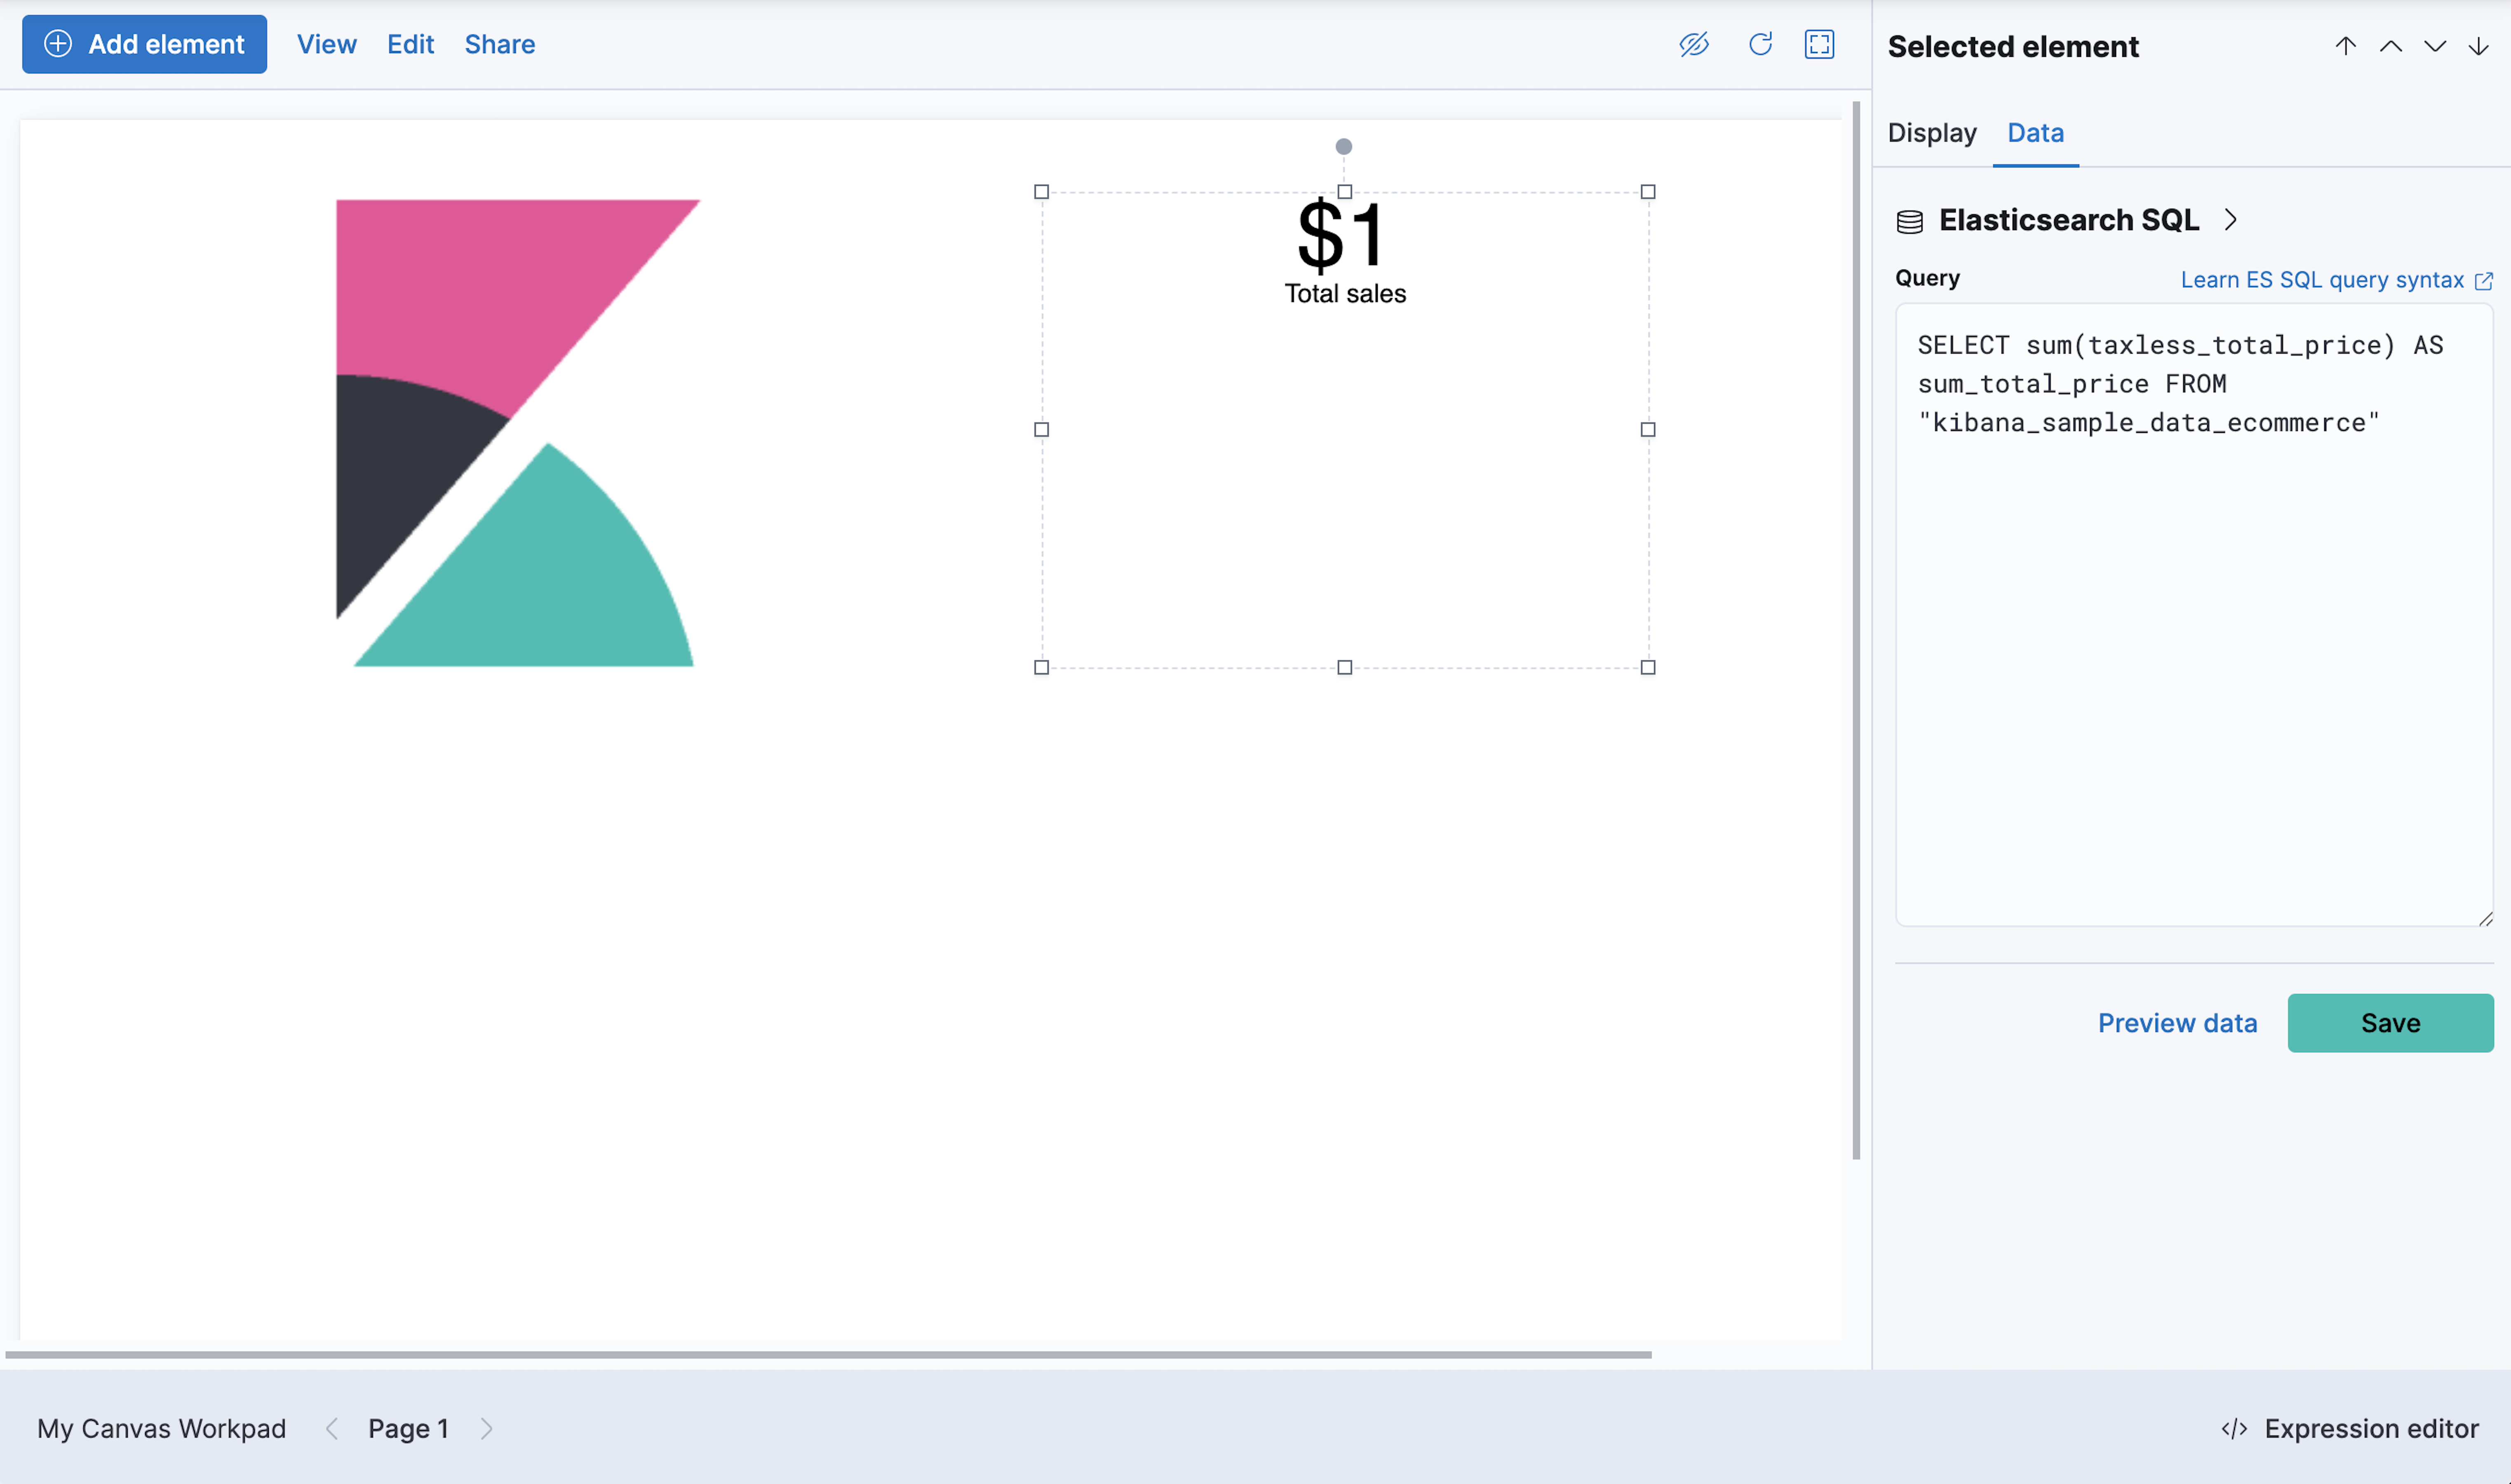 Add element View Edit Share
Selected element
Display Data
Elasticsearch SQL
Query Learn ES SQL query syntax
SELECT sum(taxless_total_price) AS
sum_total_price FROM
"kibana_sample_data_ecommerce"
$1
Total sales
Preview data Save
My Canvas Workpad Page 1 Expression editor